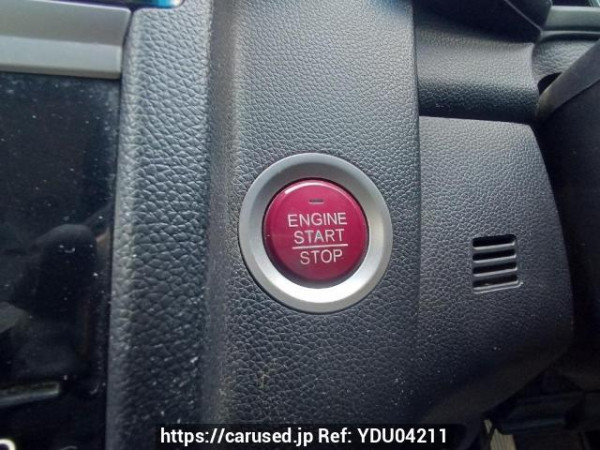 ENGINE
START
STOP
https://carused.jp Ref: YDU04211